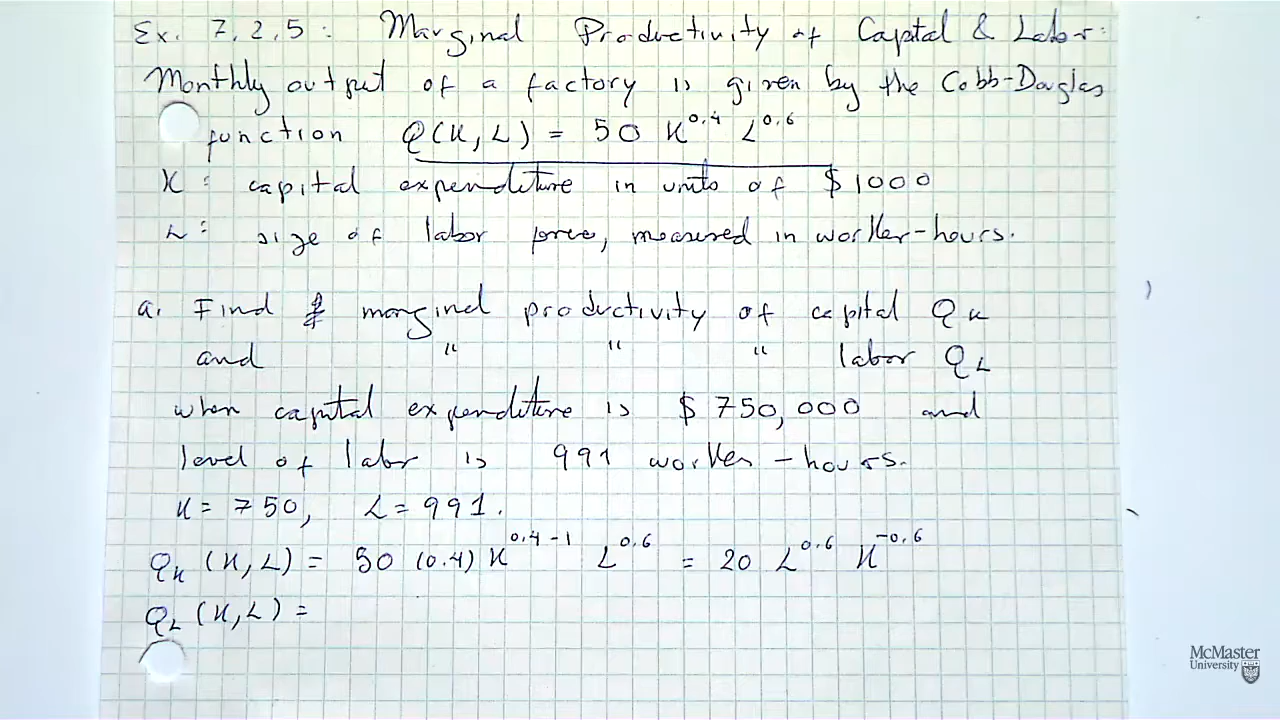 Ex. 7.2.5: Marginal Productivity of Capital & Labor:
Monthly output of a factory is given by the Cobb-Douglas
function Q(K,L) = 50 K^0.4 L^0.6
K: capital expenditure in units of $1000
L: size of labor force, measured in worker-hours.
a. Find marginal productivity of capital Q_K
and " " " labor Q_L
when capital expenditure is $750,000 and
level of labor is 991 worker-hours.
K = 750, L = 991.
Q_K (K,L) = 50 (0.4) K^0.4-1 L^0.6 = 20 L^0.6 K^-0.6
Q_L (K,L) =
McMaster
University